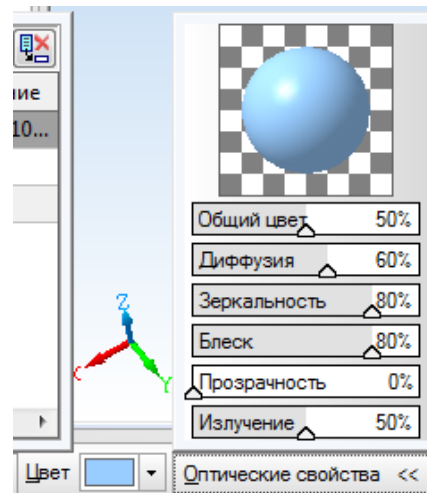 ние
10...
Общий цвет 50%
Диффузия 60%
Зеркальность 80%
Блеск 80%
Прозрачность 0%
Излучение 50%
Z
Y
Цвет
Оптические свойства <<